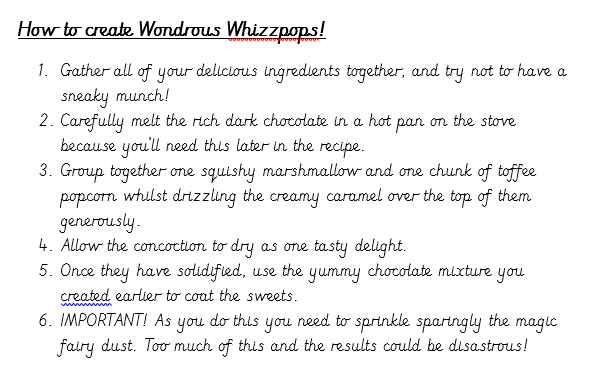 How to create Wondrous Whizzpops!
1. Gather all of your delicious ingredients together, and try not to have a
sneaky munch!
2. Carefully melt the rich dark chocolate in a hot pan on the stove
because you'll need this later in the recipe.
3. Group together one squishy marshmallow and one chunk of toffee
popcorn whilst drizzling the creamy caramel over the top of them
generously.
4. Allow the concoction to dry as one tasty delight.
5. Once they have solidified, use the yummy chocolate mixture you
created earlier to coat the sweets.
6. IMPORTANT! As you do this you need to sprinkle sparingly the magic
fairy dust. Too much of this and the results could be disastrous!